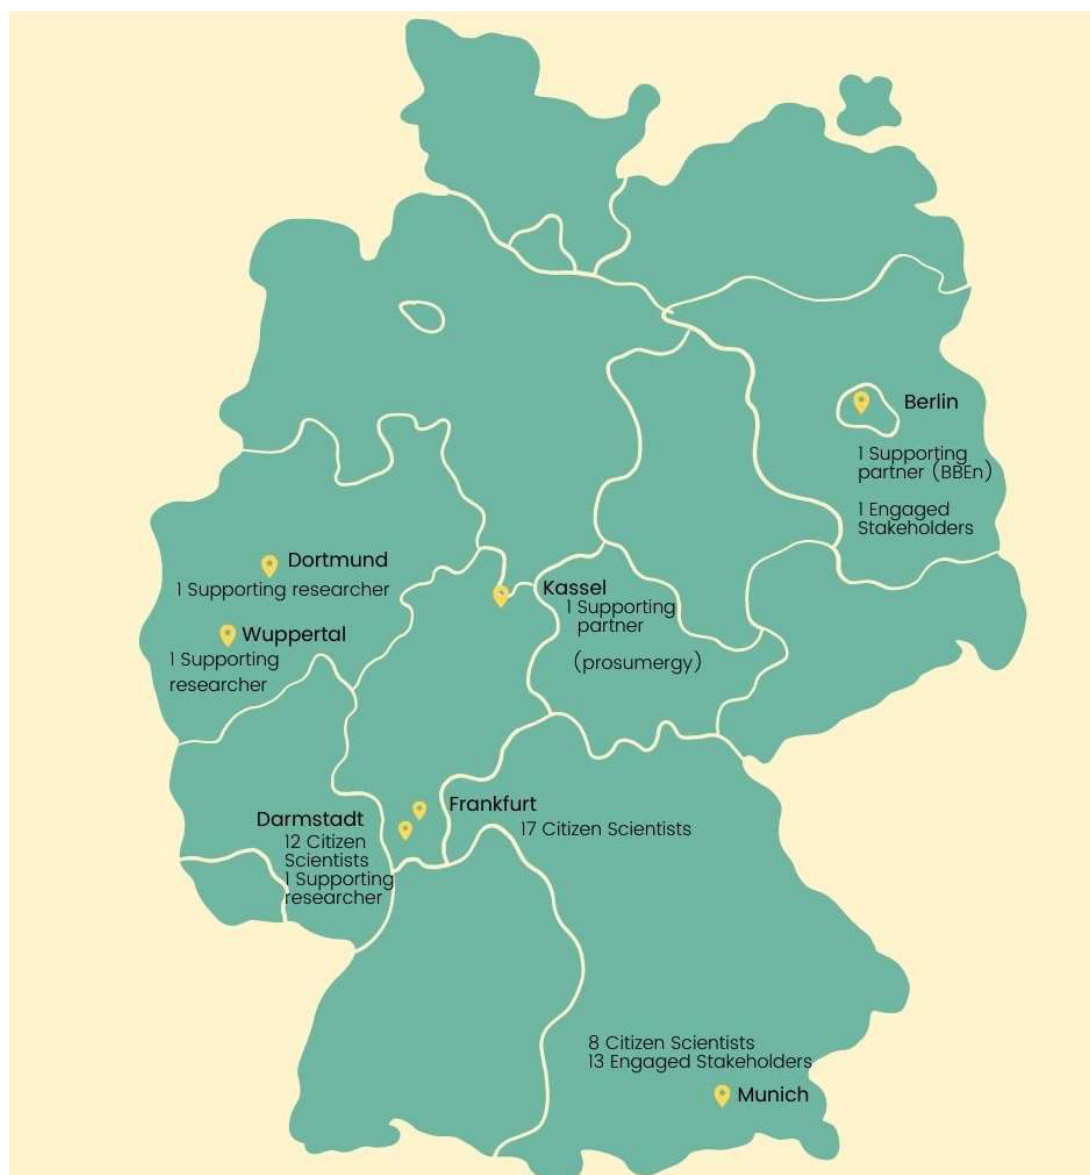 Berlin
1 Supporting
partner (BBEn)
1 Engaged
Stakeholders
Dortmund
1 Supporting researcher
Kassel
1 Supporting
partner
(prosumergy)
Wuppertal
1 Supporting
researcher
Frankfurt
17 Citizen Scientists
Darmstadt
12 Citizen
Scientists
1 Supporting
researcher
8 Citizen Scientists
13 Engaged Stakeholders
Munich